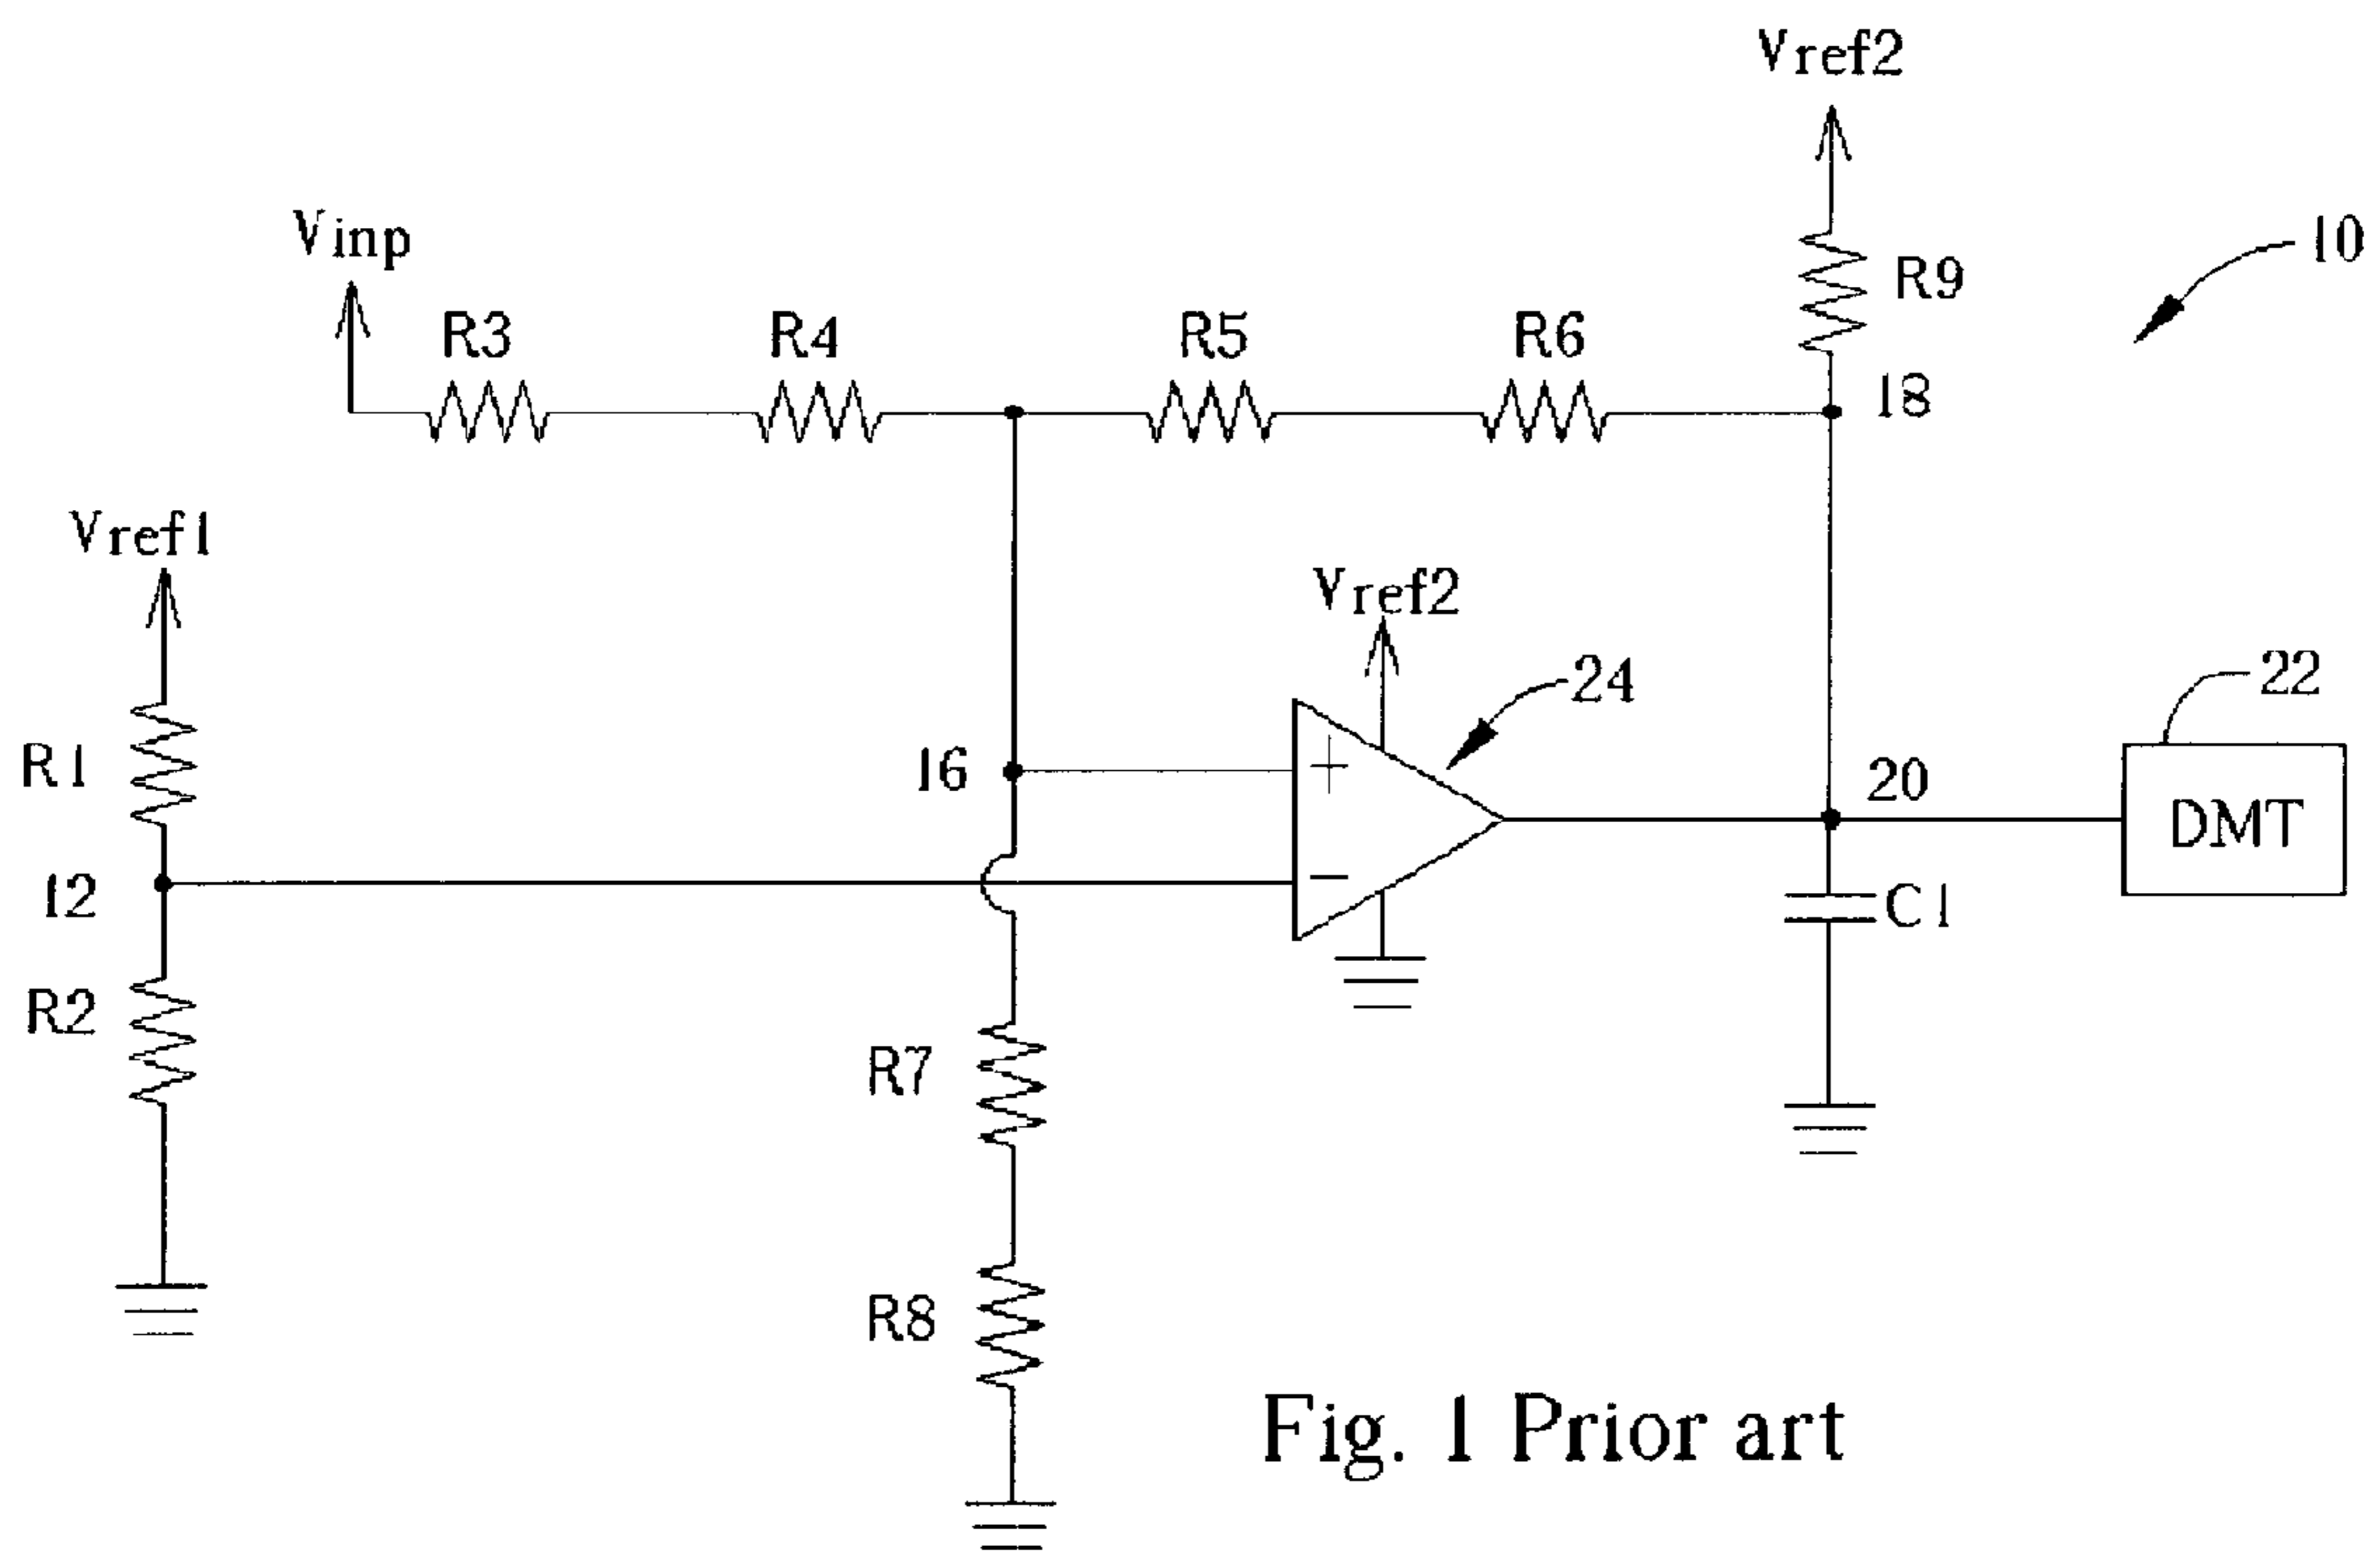 Vref2
10
Vinp
R9
R3
R4
R5
R6
18
Vref1
Vref2
24
22
R1
16
+
20
DMT
12
−
C1
R2
R7
R8
Fig. 1 Prior art